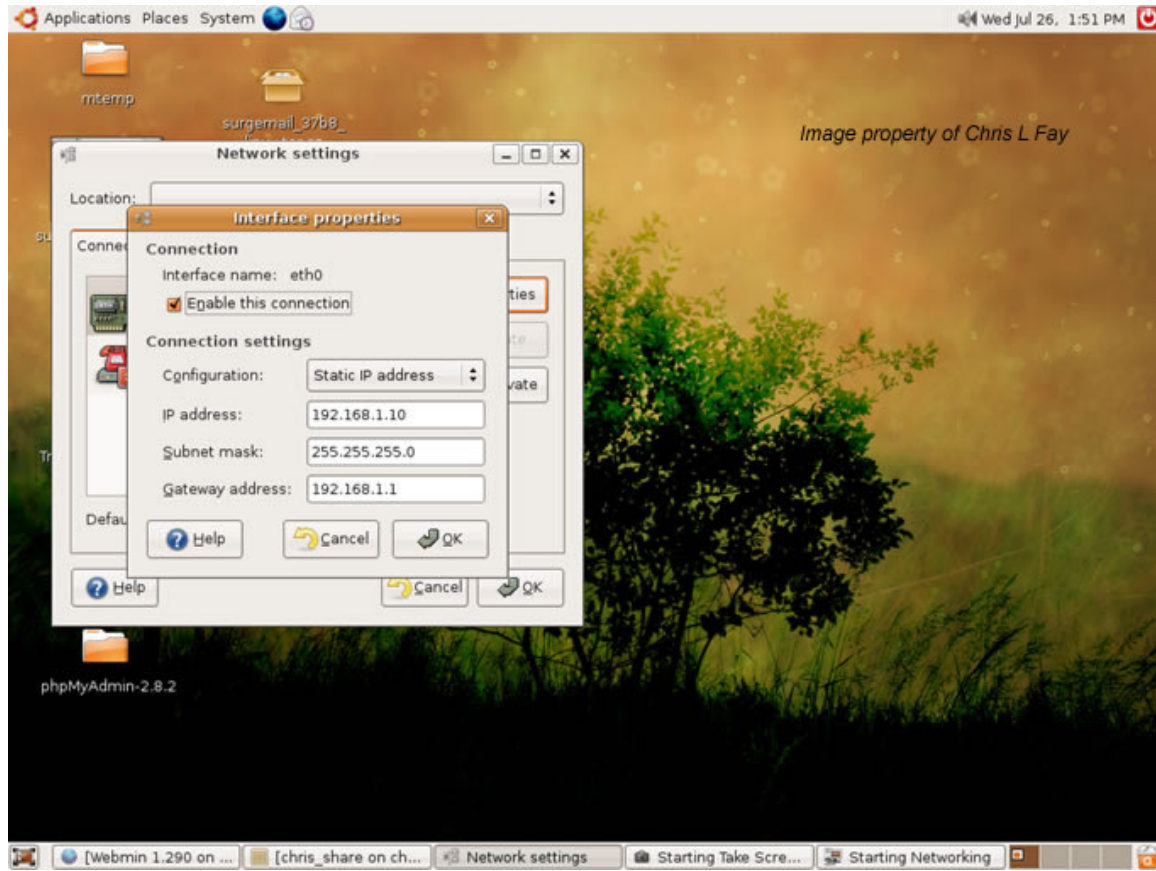 Applications Places System
Wed Jul 26, 1:51 PM
mtemp
surgemail_37b8_
Image property of Chris L Fay
Network settings
Location:
Interface properties
Connection
Interface name: eth0
Enable this connection
Connection settings
Configuration: Static IP address
IP address: 192.168.1.10
Subnet mask: 255.255.255.0
Gateway address: 192.168.1.1
Help Cancel OK
Help Cancel OK
phpMyAdmin-2.8.2
[Webmin 1.290 on ... [chris_share on ch... Network settings Starting Take Scre... Starting Networking